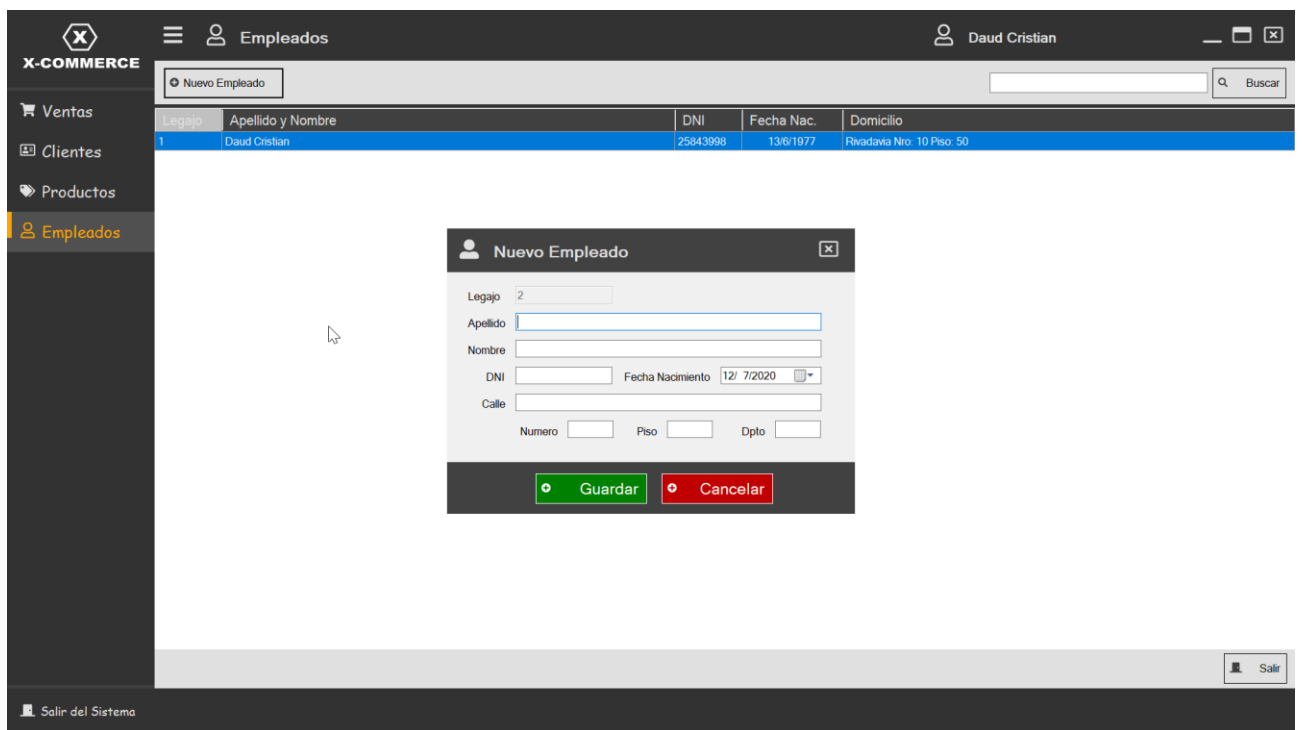 X-COMMERCE
Empleados
Daud Cristian
Nuevo Empleado
Buscar
Ventas
Clientes
Productos
Empleados
Legajo Apellido y Nombre DNI Fecha Nac. Domicilio
1 Daud Cristian 25843998 13/6/1977 Rivadavia Nro: 10 Piso: 50
Nuevo Empleado
Legajo 2
Apellido
Nombre
DNI Fecha Nacimiento 12/ 7/2020
Calle
Numero Piso Dpto
Guardar Cancelar
Salir
Salir del Sistema